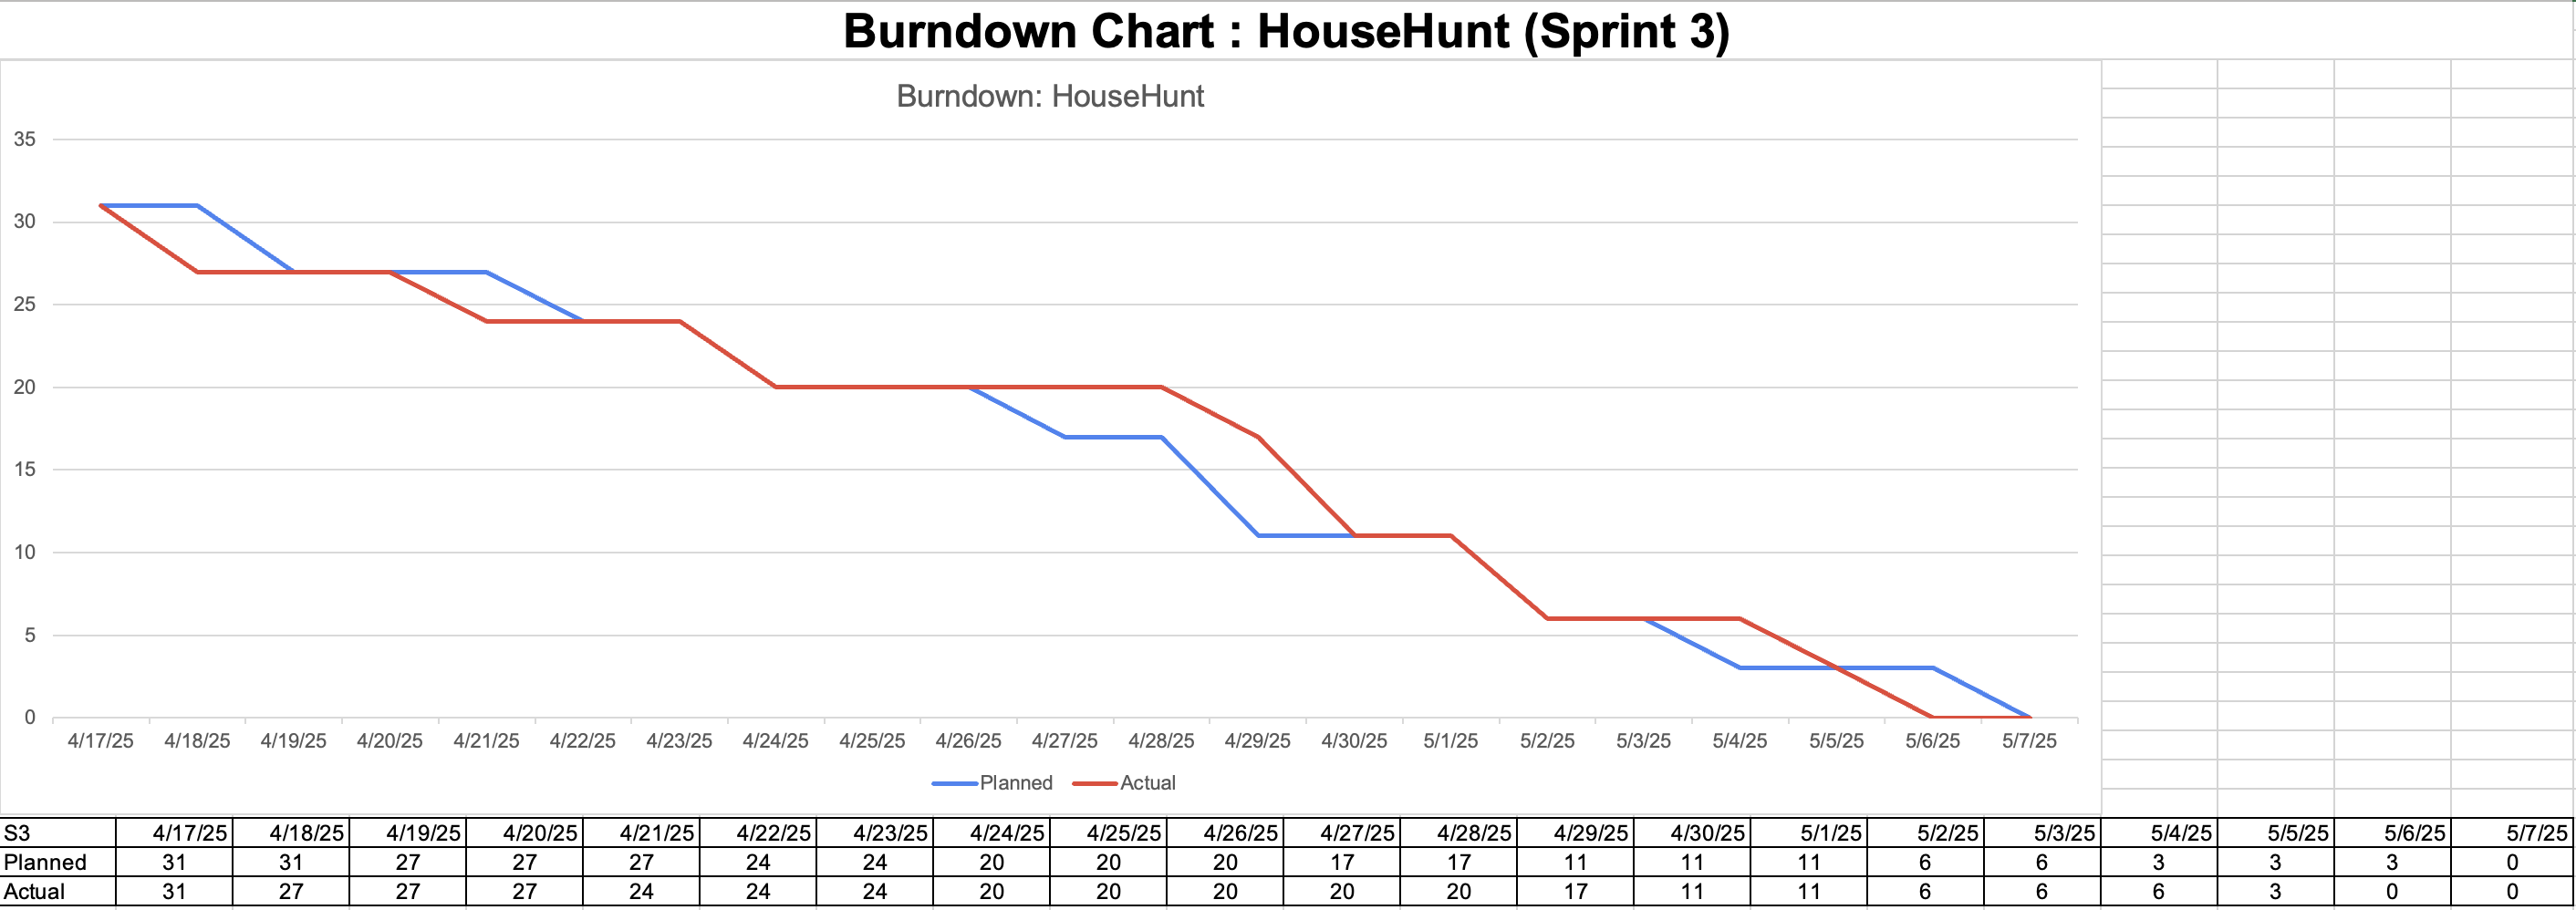 Burndown Chart : HouseHunt (Sprint 3)
Burndown: HouseHunt
35
30
25
20
15
10
5
0
4/17/25 4/18/25 4/19/25 4/20/25 4/21/25 4/22/25 4/23/25 4/24/25 4/25/25 4/26/25 4/27/25 4/28/25 4/29/25 4/30/25 5/1/25 5/2/25 5/3/25 5/4/25 5/5/25 5/6/25 5/7/25
Planned Actual
S3 4/17/25 4/18/25 4/19/25 4/20/25 4/21/25 4/22/25 4/23/25 4/24/25 4/25/25 4/26/25 4/27/25 4/28/25 4/29/25 4/30/25 5/1/25 5/2/25 5/3/25 5/4/25 5/5/25 5/6/25 5/7/25
Planned 31 31 27 27 27 24 24 20 20 20 17 17 11 11 11 6 6 3 3 3 0
Actual 31 27 27 27 24 24 24 20 20 20 20 20 17 11 11 6 6 6 3 0 0